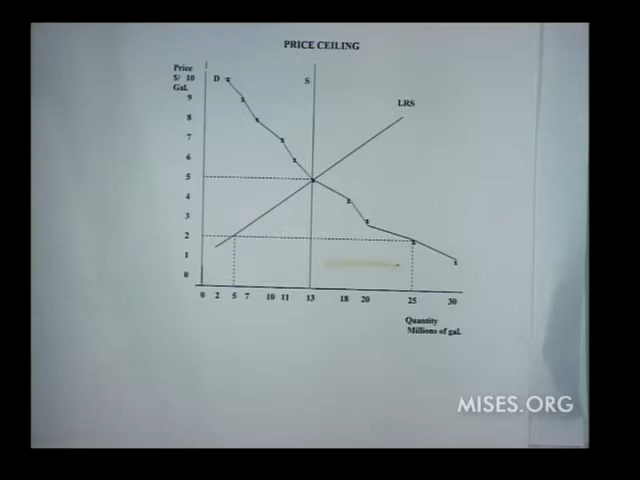 PRICE CEILING
Price
$/ 10
Gal.
D
S
LRS
9
8
7
6
5
4
3
2
1
0
0 2 5 7 10 11 13 18 20 25 30
Quantity
Millions of gal.
MISES.ORG